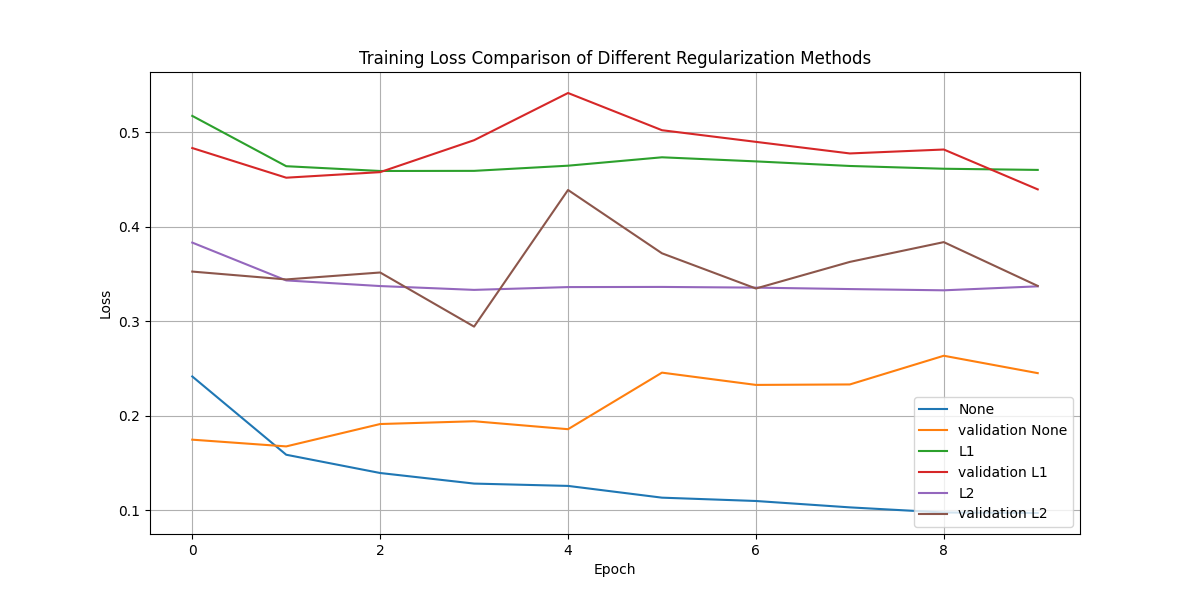 Training Loss Comparison of Different Regularization Methods
Loss
0.5
0.4
0.3
0.2
0.1
0
2
4
6
8
Epoch
None
validation None
L1
validation L1
L2
validation L2